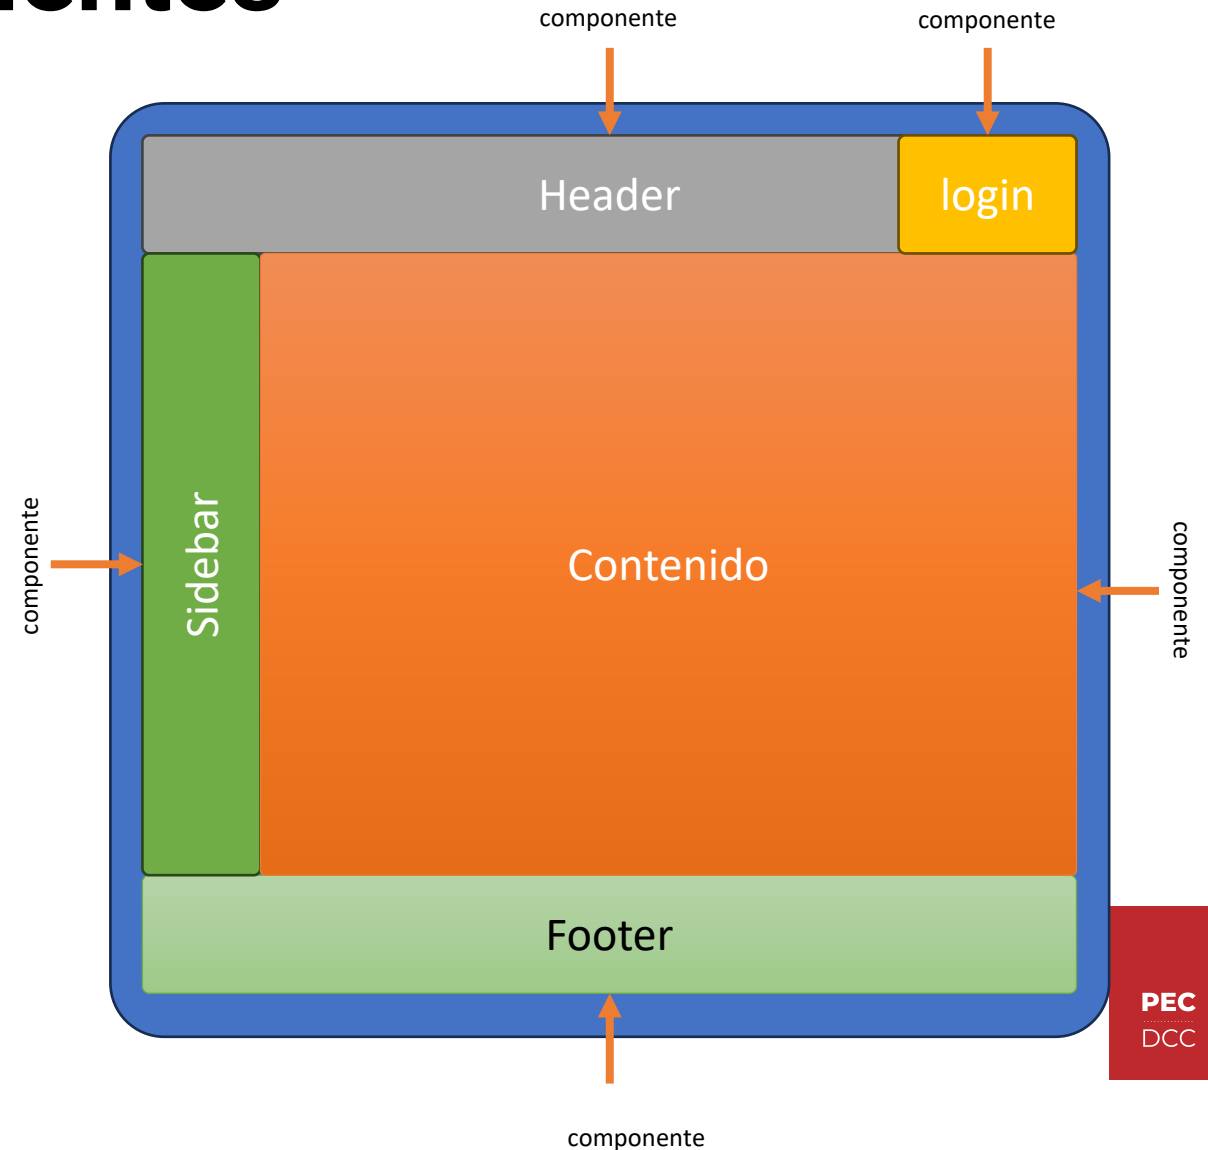 componente
componente
Header
login
componente
Sidebar
Contenido
componente
Footer
PEC
DCC
componente